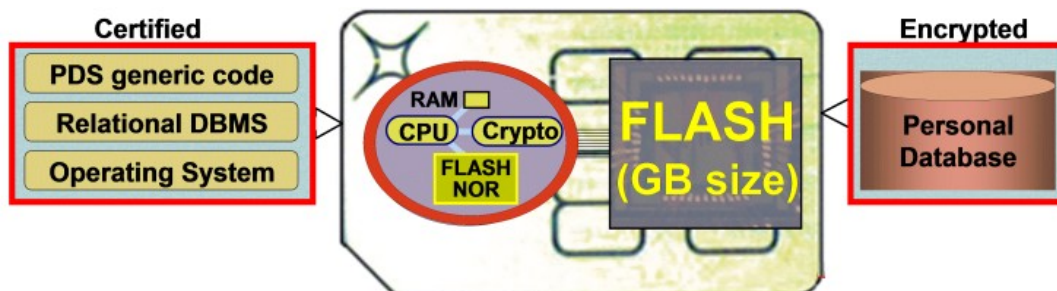 Certified
PDS generic code
Relational DBMS
Operating System
RAM
CPU
Crypto
FLASH
NOR
FLASH
(GB size)
Encrypted
Personal
Database